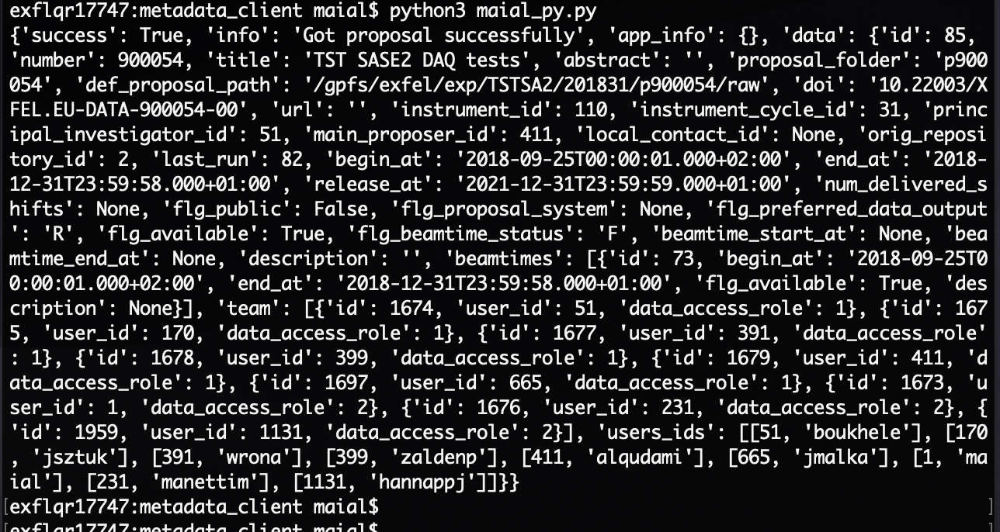 exflqr17747:metadata_client maial$ python3 maial_py.py
{'success': True, 'info': 'Got proposal successfully', 'app_info': {}, 'data': {'id': 85,
'number': 900054, 'title': 'TST SASE2 DAQ tests', 'abstract': '', 'proposal_folder': 'p900
054', 'def_proposal_path': '/gpfs/exfel/exp/TSTSA2/201831/p900054/raw', 'doi': '10.22003/X
FEL.EU-DATA-900054-00', 'url': '', 'instrument_id': 110, 'instrument_cycle_id': 31, 'princ
ipal_investigator_id': 51, 'main_proposer_id': 411, 'local_contact_id': None, 'orig_reposi
tory_id': 2, 'last_run': 82, 'begin_at': '2018-09-25T00:00:01.000+02:00', 'end_at': '2018-
12-31T23:59:58.000+01:00', 'release_at': '2021-12-31T23:59:59.000+01:00', 'num_delivered_s
hifts': None, 'flg_public': False, 'flg_proposal_system': None, 'flg_preferred_data_output
': 'R', 'flg_available': True, 'flg_beamtime_status': 'F', 'beamtime_start_at': None, 'bea
mtime_end_at': None, 'description': '', 'beamtimes': [{'id': 73, 'begin_at': '2018-09-25T0
0:00:01.000+02:00', 'end_at': '2018-12-31T23:59:58.000+01:00', 'flg_available': True, 'des
cription': None}], 'team': [{'id': 1674, 'user_id': 51, 'data_access_role': 1}, {'id': 167
5, 'user_id': 170, 'data_access_role': 1}, {'id': 1677, 'user_id': 391, 'data_access_role'
: 1}, {'id': 1678, 'user_id': 399, 'data_access_role': 1}, {'id': 1679, 'user_id': 411, 'd
ata_access_role': 1}, {'id': 1697, 'user_id': 665, 'data_access_role': 1}, {'id': 1673, 'u
ser_id': 1, 'data_access_role': 2}, {'id': 1676, 'user_id': 231, 'data_access_role': 2}, {
'id': 1959, 'user_id': 1131, 'data_access_role': 2}], 'users_ids': [[51, 'boukhele'], [170
, 'jsztuk'], [391, 'wrona'], [399, 'zaldenp'], [411, 'alqudami'], [665, 'jmalka'], [1, 'ma
ial'], [231, 'manettim'], [1131, 'hannappj']]}}
[exflqr17747:metadata_client maial$ ]
[exflqr17747:metadata_client maial$ ]